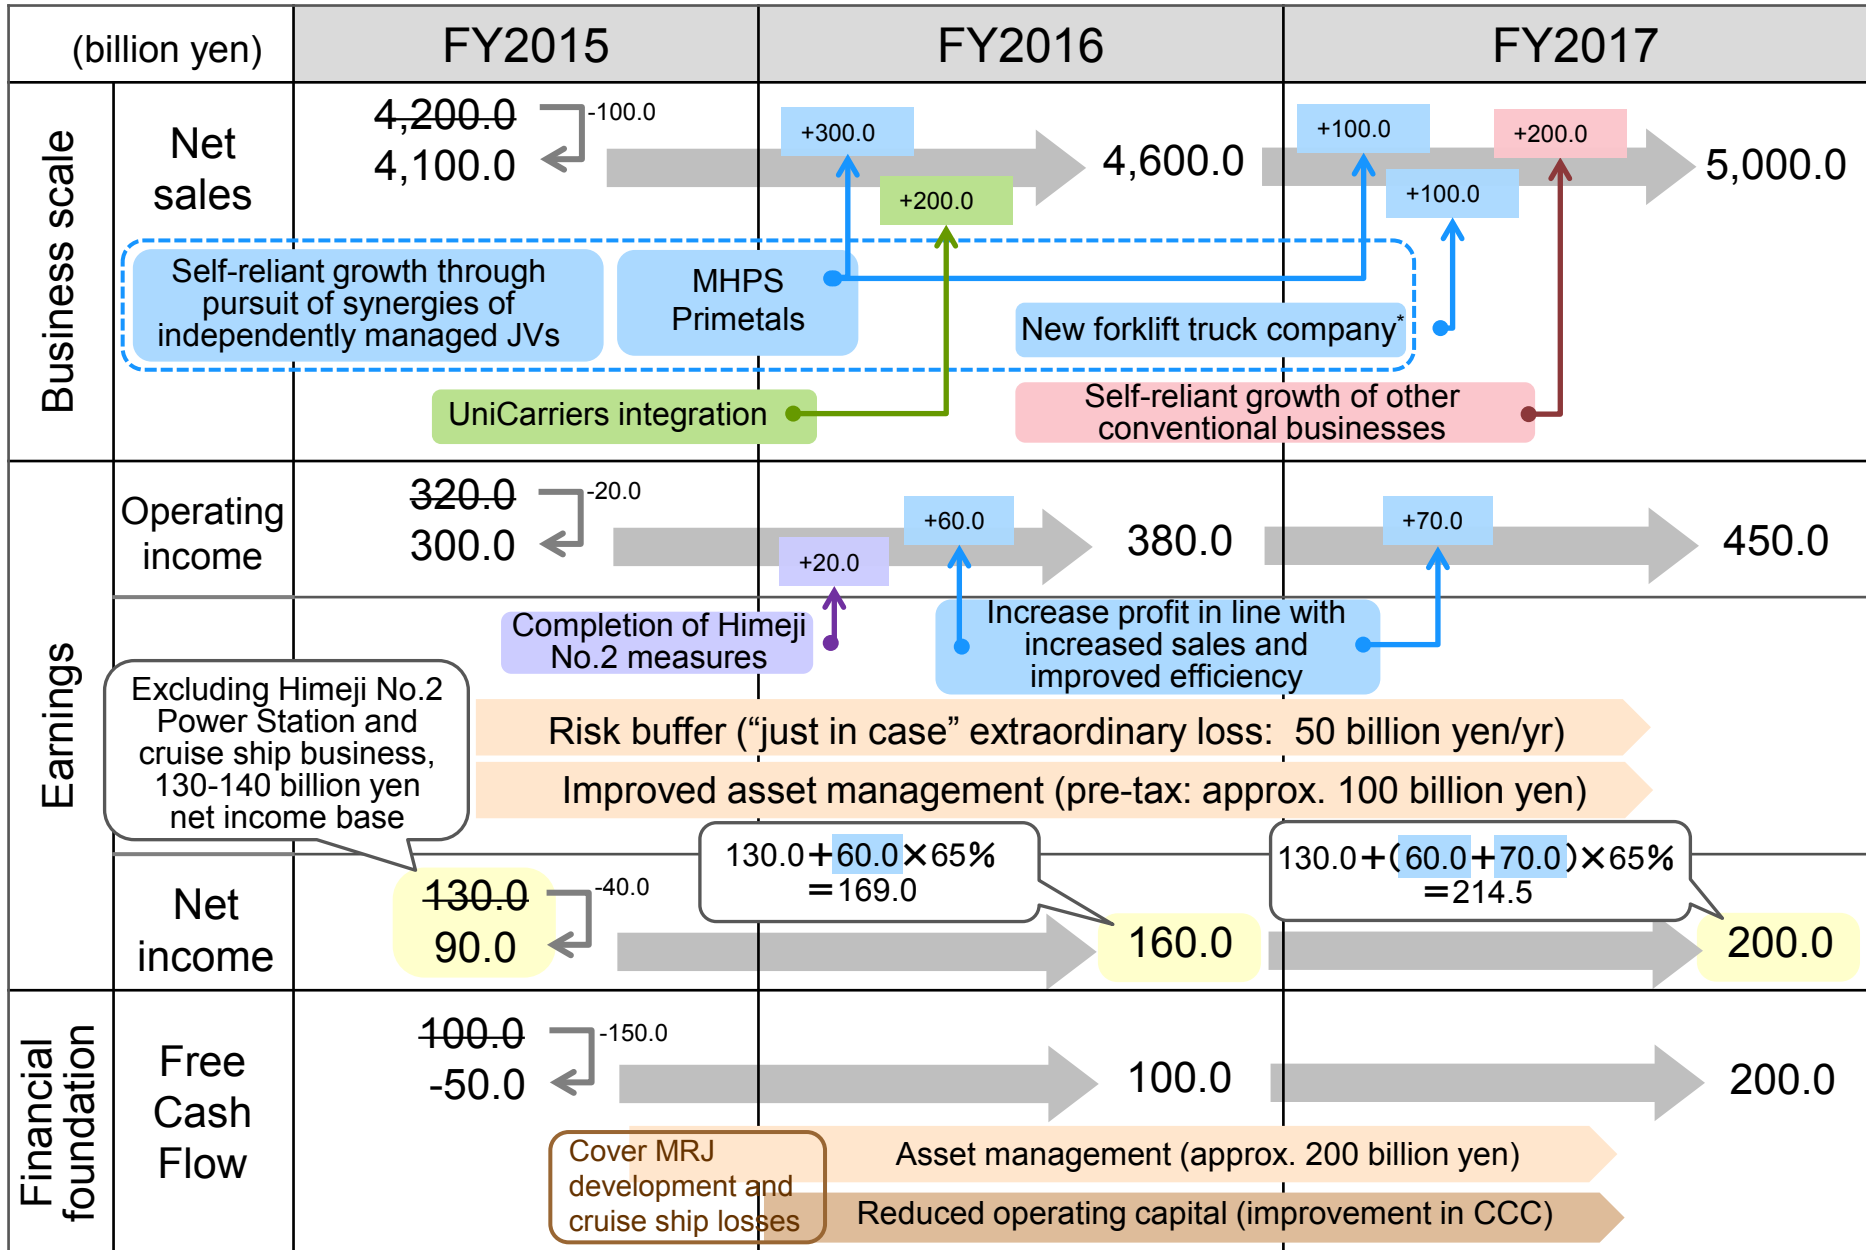 (billion yen)
FY2015
FY2016
FY2017
Business scale
Net
sales
4,200.0
-100.0
4,100.0
+300.0
+200.0
4,600.0
+100.0
+200.0
+100.0
5,000.0
Self-reliant growth through
pursuit of synergies of
independently managed JVs
MHPS
Primetals
New forklift truck company*
UniCarriers integration
Self-reliant growth of other
conventional businesses
Earnings
Operating
income
320.0
-20.0
300.0
+20.0
+60.0
380.0
+70.0
450.0
Completion of Himeji
No.2 measures
Increase profit in line with
increased sales and
improved efficiency
Excluding Himeji No.2
Power Station and
cruise ship business,
130-140 billion yen
net income base
Risk buffer (“just in case” extraordinary loss: 50 billion yen/yr)
Improved asset management (pre-tax: approx. 100 billion yen)
Net
income
130.0
-40.0
90.0
130.0+60.0×65%
=169.0
160.0
130.0+(60.0+70.0)×65%
=214.5
200.0
Financial
foundation
Free
Cash
Flow
100.0
-150.0
-50.0
100.0
200.0
Cover MRJ
development and
cruise ship losses
Asset management (approx. 200 billion yen)
Reduced operating capital (improvement in CCC)